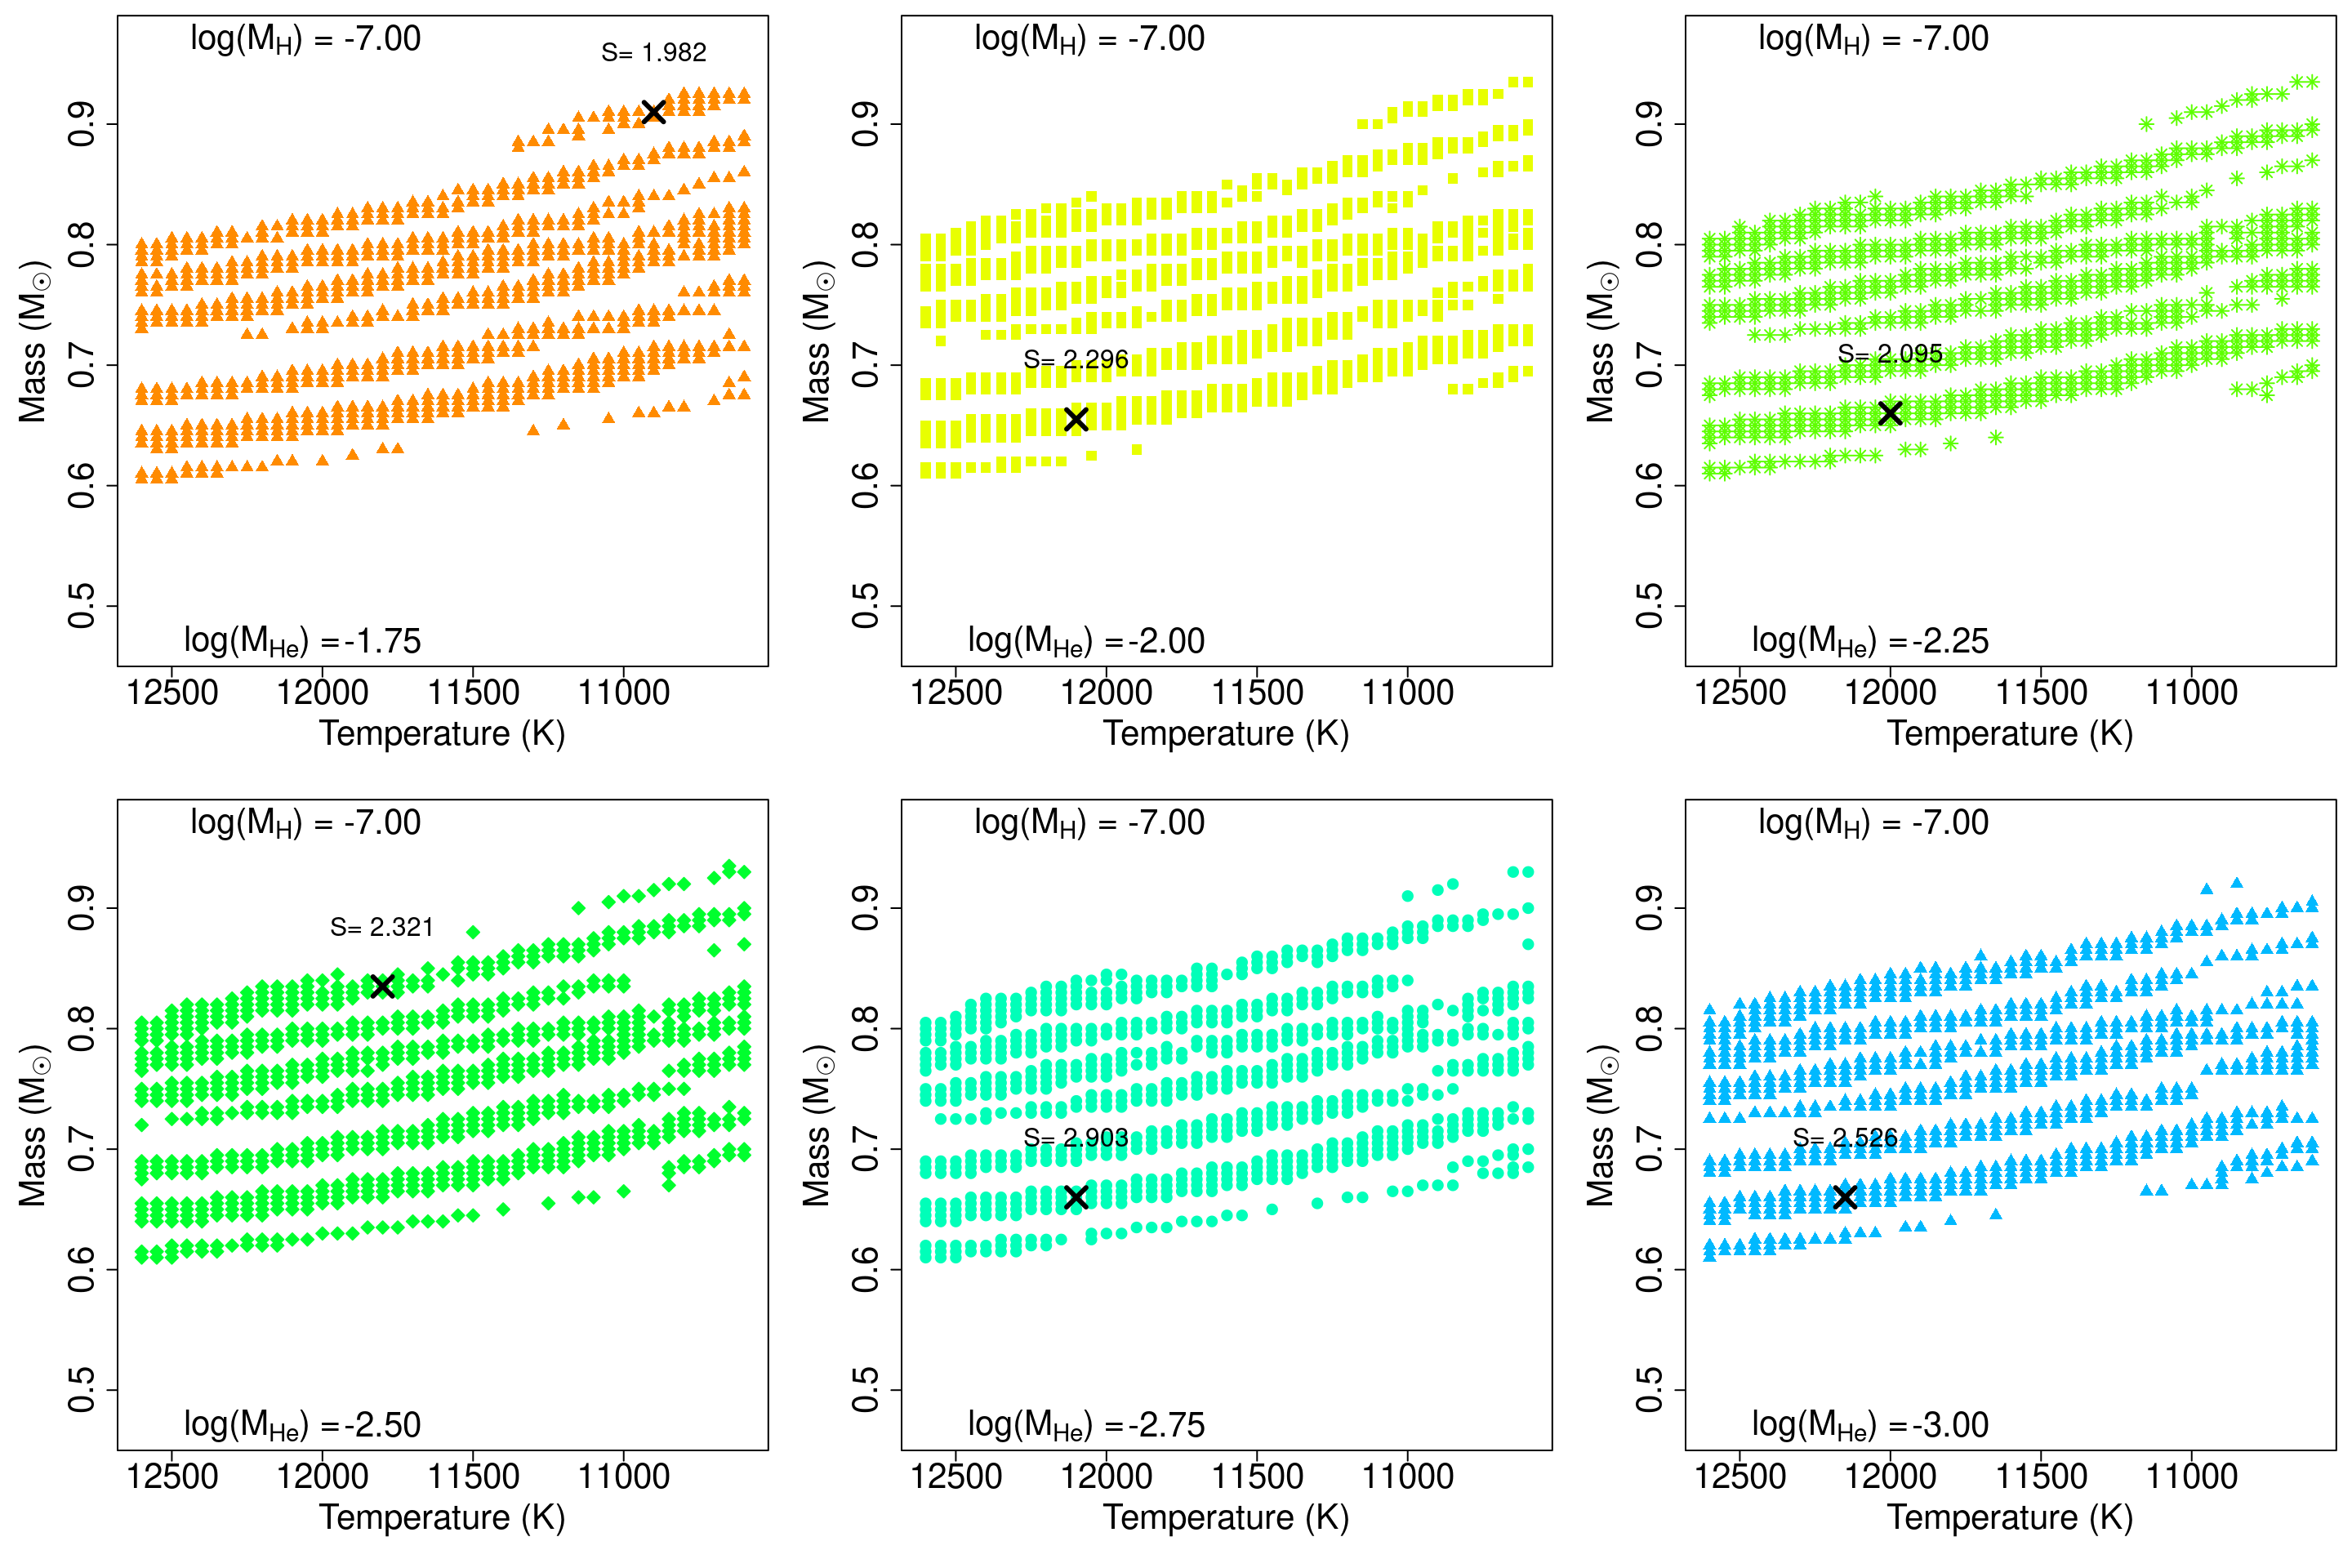 log(M_H) = -7.00
S= 1.982
Mass (M☉)
0.9
0.8
0.7
0.6
0.5
log(M_He) =-1.75
12500 12000 11500 11000
Temperature (K)
log(M_H) = -7.00
Mass (M☉)
0.9
0.8
0.7
0.6
0.5
S= 2.296
log(M_He) =-2.00
12500 12000 11500 11000
Temperature (K)
log(M_H) = -7.00
Mass (M☉)
0.9
0.8
0.7
0.6
0.5
S= 2.095
log(M_He) =-2.25
12500 12000 11500 11000
Temperature (K)
log(M_H) = -7.00
S= 2.321
Mass (M☉)
0.9
0.8
0.7
0.6
0.5
log(M_He) =-2.50
12500 12000 11500 11000
Temperature (K)
log(M_H) = -7.00
Mass (M☉)
0.9
0.8
0.7
0.6
0.5
S= 2.903
log(M_He) =-2.75
12500 12000 11500 11000
Temperature (K)
log(M_H) = -7.00
Mass (M☉)
0.9
0.8
0.7
0.6
0.5
S= 2.526
log(M_He) =-3.00
12500 12000 11500 11000
Temperature (K)